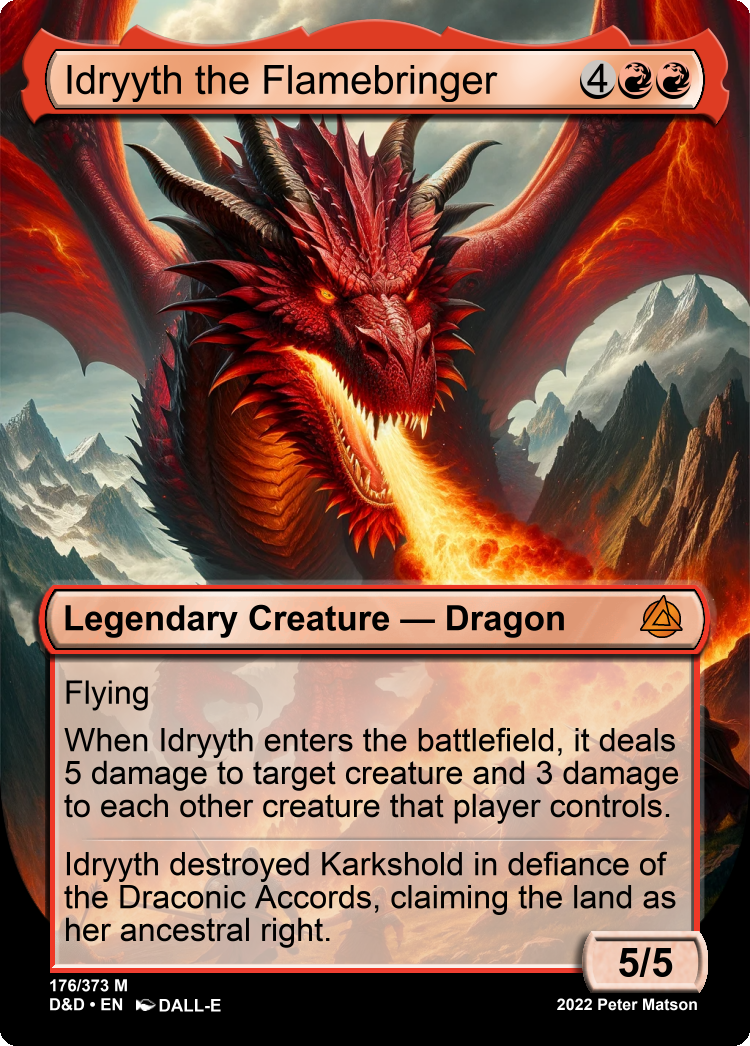 Idryyth the Flamebringer 4
Legendary Creature — Dragon
Flying
When Idryyth enters the battlefield, it deals
5 damage to target creature and 3 damage
to each other creature that player controls.
Idryyth destroyed Karkshold in defiance of
the Draconic Accords, claiming the land as
her ancestral right.
5/5
176/373 M
D&D • EN DALL-E
2022 Peter Matson